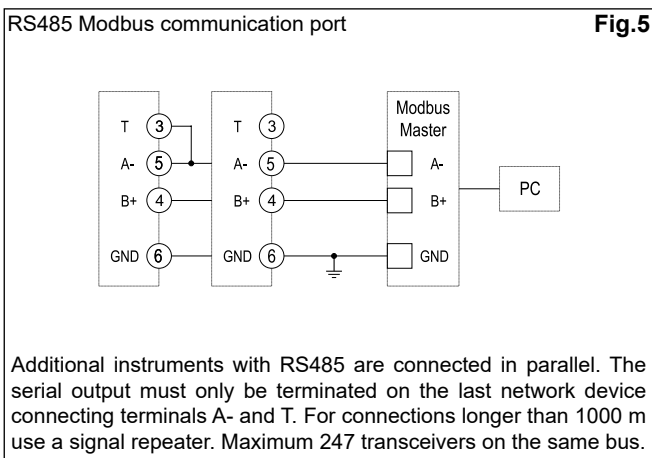 RS485 Modbus communication port Fig.5
Modbus
Master
T 3 T 3
A- 5 A- 5 A-
B+ 4 B+ 4 B+ PC
GND 6 GND 6 GND
Additional instruments with RS485 are connected in parallel. The
serial output must only be terminated on the last network device
connecting terminals A- and T. For connections longer than 1000 m
use a signal repeater. Maximum 247 transceivers on the same bus.